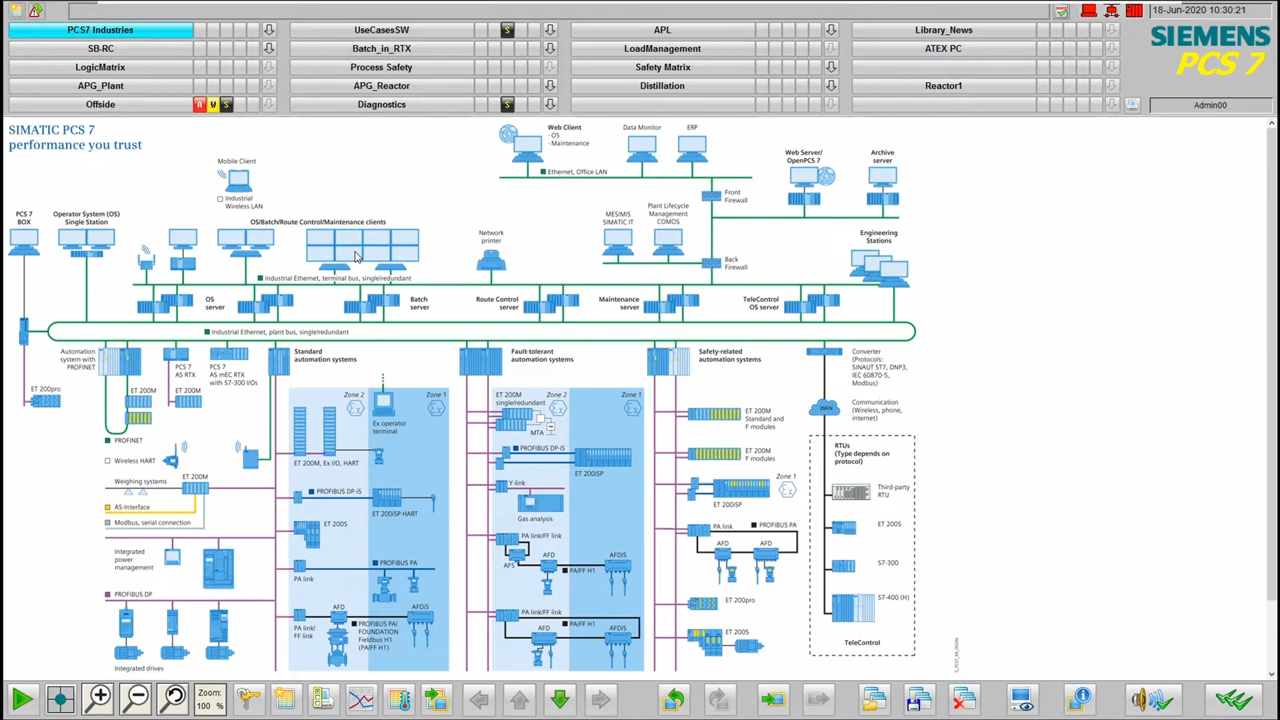 18-Jun-2020 10:30:21
PCS7 Industries
UseCasesSW
S
APL
Library_News
SIEMENS
SB-RC
Batch_in_RTX
LoadManagement
ATEX PC
LogicMatrix
Process Safety
Safety Matrix
PCS 7
APG_Plant
APG_Reactor
Distillation
Reactor1
Offside
A W S
Diagnostics
S
Admin00
SIMATIC PCS 7
performance you trust
Mobile Client
Industrial
Wireless LAN
Web Client
- OS
- Maintenance
Data Monitor
ERP
Ethernet, Office LAN
Web Server/
OpenPCS 7
Archive
server
Front
Firewall
PCS 7
BOX
Operator System (OS)
Single Station
OS/Batch/Route Control/Maintenance clients
Network
printer
MES/MIS
SIMATIC IT
Plant Lifecycle
Management
COMOS
Back
Firewall
Engineering
Stations
Industrial Ethernet, terminal bus, single/redundant
OS
server
Batch
server
Route Control
server
Maintenance
server
TeleControl
OS server
Industrial Ethernet, plant bus, single/redundant
Automation
system with
PROFINET
PCS 7
AS RTX
PCS 7
AS mEC RTX
with S7-300 I/Os
Standard
automation systems
Fault-tolerant
automation systems
Safety-related
automation systems
Converter
(Protocols:
SINAUT ST7, DNP3,
IEC 60870-5,
Modbus)
ET 200pro
ET 200M
ET 200M
PROFINET
Wireless HART
Weighing systems
ET 200M
AS-Interface
Modbus, serial connection
Integrated
power
management
PROFIBUS DP
Integrated drives
Zone 2
Zone 1
Ex operator
terminal
ET 200M, Ex I/O, HART
PROFIBUS DP-iS
ET 200iSP HART
ET 200S
PROFIBUS PA
PA link
AFD
AFDiS
PA link/
FF link
PROFIBUS PA/
FOUNDATION
Fieldbus H1
(PA/FF H1)
ET 200M
single/redundant
Zone 2
Zone 1
MTA
PROFIBUS DP-iS
ET 200iSP
Y-link
Gas analysis
PA link/FF link
AFD
AFDiS
AFS
PA/FF H1
PA link/FF link
PA/FF H1
AFD
AFDiS
ET 200M
Standard and
F modules
ET 200M
F modules
Zone 1
ET 200iSP
PA link
PROFIBUS PA
AFD
AFD
ET 200pro
ET 200S
WAN
Communication
(Wireless, phone,
internet)
RTUs
(Type depends on
protocol)
Third-party
RTU
ET 200S
S7-300
S7-400 (H)
TeleControl
Zoom:
100 %